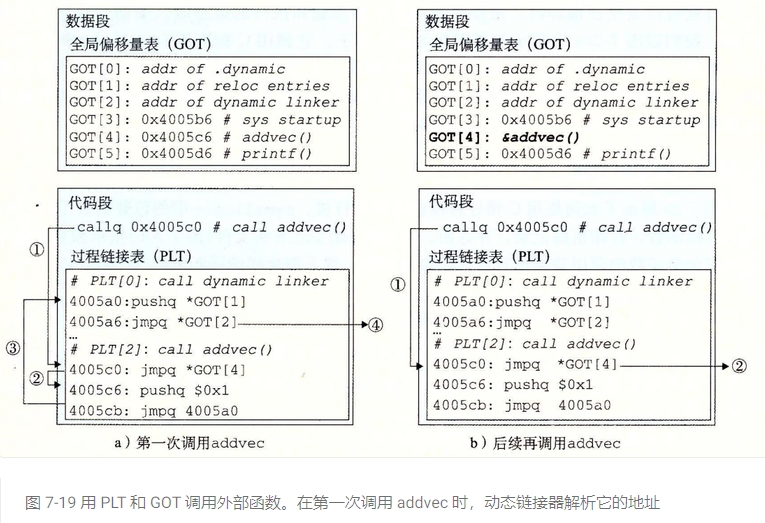 数据段
全局偏移量表（GOT）
GOT[0]: addr of .dynamic
GOT[1]: addr of reloc entries
GOT[2]: addr of dynamic linker
GOT[3]: 0x4005b6 # sys startup
GOT[4]: 0x4005c6 # addvec()
GOT[5]: 0x4005d6 # printf()
代码段
callq 0x4005c0 # call addvec()
①
过程链接表（PLT）
# PLT[0]: call dynamic linker
4005a0:pushq *GOT[1]
4005a6:jmpq *GOT[2]
④
…
③
# PLT[2]: call addvec()
4005c0: jmpq *GOT[4]
②
4005c6: pushq $0x1
4005cb: jmpq 4005a0
a）第一次调用addvec
数据段
全局偏移量表（GOT）
GOT[0]: addr of .dynamic
GOT[1]: addr of reloc entries
GOT[2]: addr of dynamic linker
GOT[3]: 0x4005b6 # sys startup
GOT[4]: &addvec()
GOT[5]: 0x4005d6 # printf()
代码段
callq 0x4005c0 # call addvec()
过程链接表（PLT）
①
# PLT[0]: call dynamic linker
4005a0:pushq *GOT[1]
4005a6:jmpq *GOT[2]
…
# PLT[2]: call addvec()
4005c0: jmpq *GOT[4]
②
4005c6: pushq $0x1
4005cb: jmpq 4005a0
b）后续再调用addvec
图 7-19 用 PLT 和 GOT 调用外部函数。在第一次调用 addvec 时，动态链接器解析它的地址